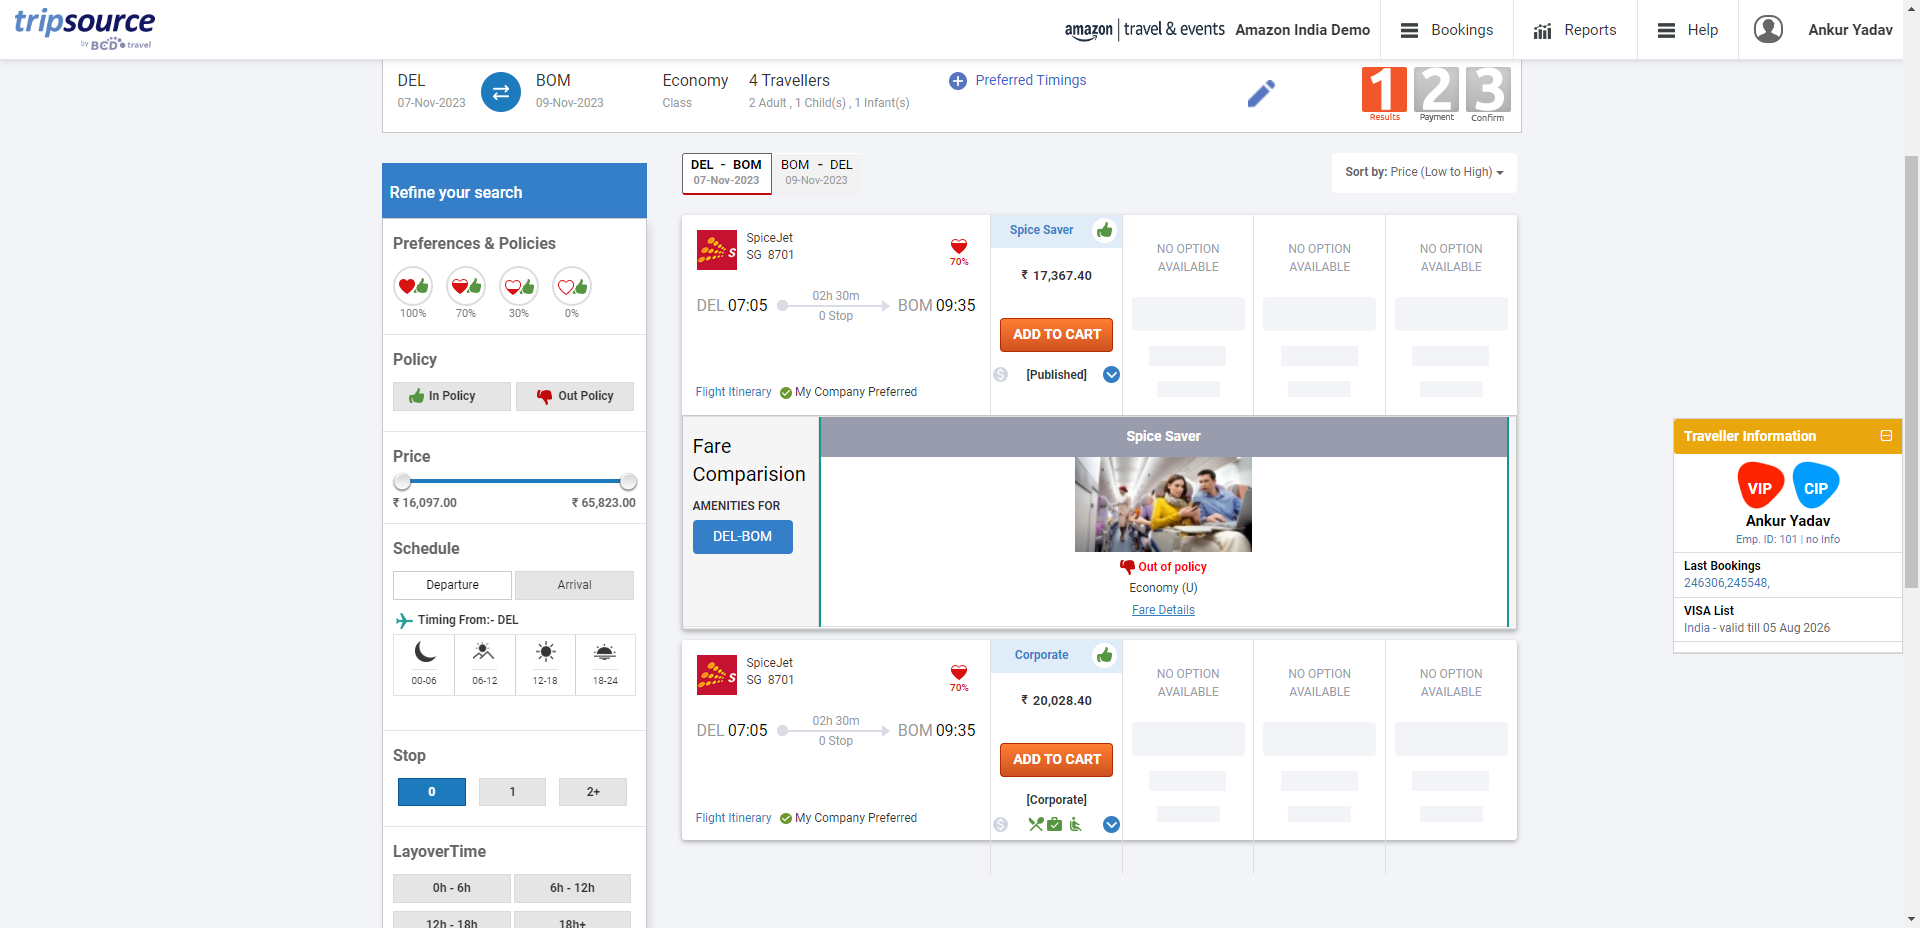 tripsource
by BCD travel
amazon | travel & events Amazon India Demo
Bookings
Reports
Help
Ankur Yadav
DEL
07-Nov-2023
BOM
09-Nov-2023
Economy
Class
4 Travellers
2 Adult , 1 Child(s) , 1 Infant(s)
Preferred Timings
1 2 3
Results Payment Confirm
Refine your search
Preferences & Policies
100% 70% 30% 0%
Policy
In Policy Out Policy
Price
₹ 16,097.00 ₹ 65,823.00
Schedule
Departure Arrival
Timing From:- DEL
00-06 06-12 12-18 18-24
Stop
0 1 2+
LayoverTime
0h - 6h 6h - 12h
12h - 18h 18h+
DEL - BOM
07-Nov-2023
BOM - DEL
09-Nov-2023
Sort by: Price (Low to High)
SpiceJet
SG 8701
70%
DEL 07:05
02h 30m
0 Stop
BOM 09:35
Flight Itinerary My Company Preferred
Spice Saver
₹ 17,367.40
ADD TO CART
[Published]
NO OPTION
AVAILABLE
NO OPTION
AVAILABLE
NO OPTION
AVAILABLE
Fare
Comparision
AMENITIES FOR
DEL-BOM
Spice Saver
Out of policy
Economy (U)
Fare Details
SpiceJet
SG 8701
70%
DEL 07:05
02h 30m
0 Stop
BOM 09:35
Flight Itinerary My Company Preferred
Corporate
₹ 20,028.40
ADD TO CART
[Corporate]
NO OPTION
AVAILABLE
NO OPTION
AVAILABLE
NO OPTION
AVAILABLE
Traveller Information
VIP CIP
Ankur Yadav
Emp. ID: 101 | no Info
Last Bookings
246306,245548,
VISA List
India - valid till 05 Aug 2026